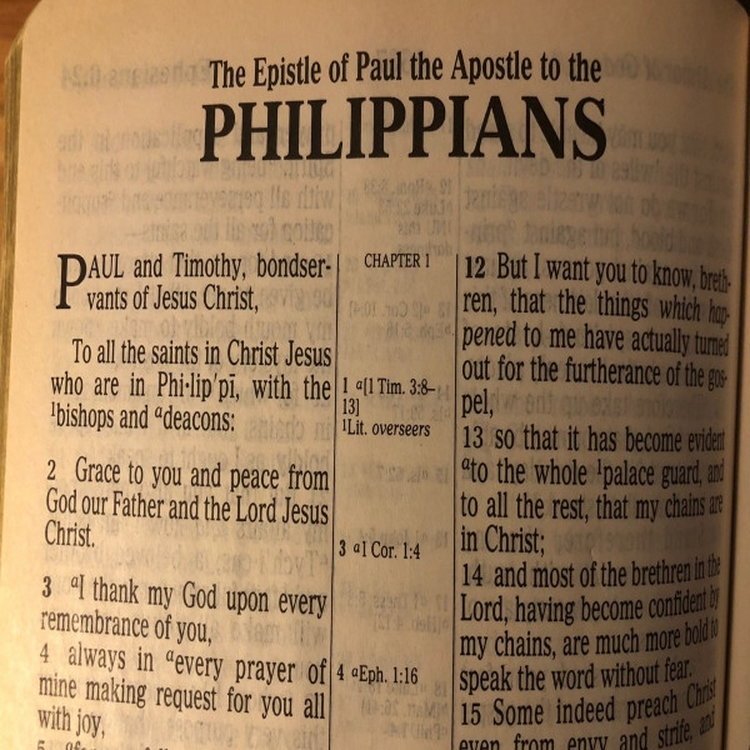 The Epistle of Paul the Apostle to the
PHILIPPIANS
PAUL and Timothy, bondser-
vants of Jesus Christ,
To all the saints in Christ Jesus
who are in Phi·lip'pī, with the
¹bishops and ᵃdeacons:
2 Grace to you and peace from
God our Father and the Lord Jesus
Christ.
3 ᵃI thank my God upon every
remembrance of you,
4 always in ᵃevery prayer of
mine making request for you all
with joy,
CHAPTER 1
1 ᵃ[1 Tim. 3:8–
13]
¹Lit. overseers
3 ᵃ1 Cor. 1:4
4 ᵃEph. 1:16
12 But I want you to know, breth-
ren, that the things which hap-
pened to me have actually turned
out for the furtherance of the gos-
pel,
13 so that it has become evident
ᵃto the whole ¹palace guard, and
to all the rest, that my chains are
in Christ;
14 and most of the brethren in the
Lord, having become confident by
my chains, are much more bold to
speak the word without fear.
15 Some indeed preach Christ
even from envy and strife, and